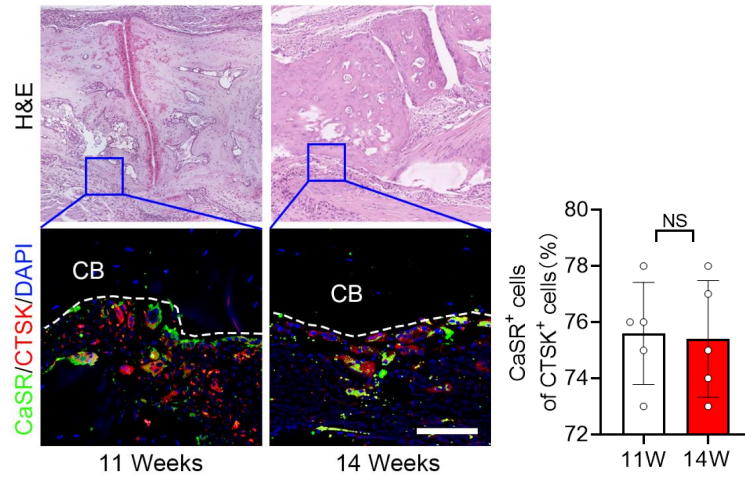 H&E
CaSR/CTSK/DAPI
CB
CB
11 Weeks
14 Weeks
CaSR⁺ cells
of CTSK⁺ cells (%)
80
78
76
74
72
NS
11W
14W